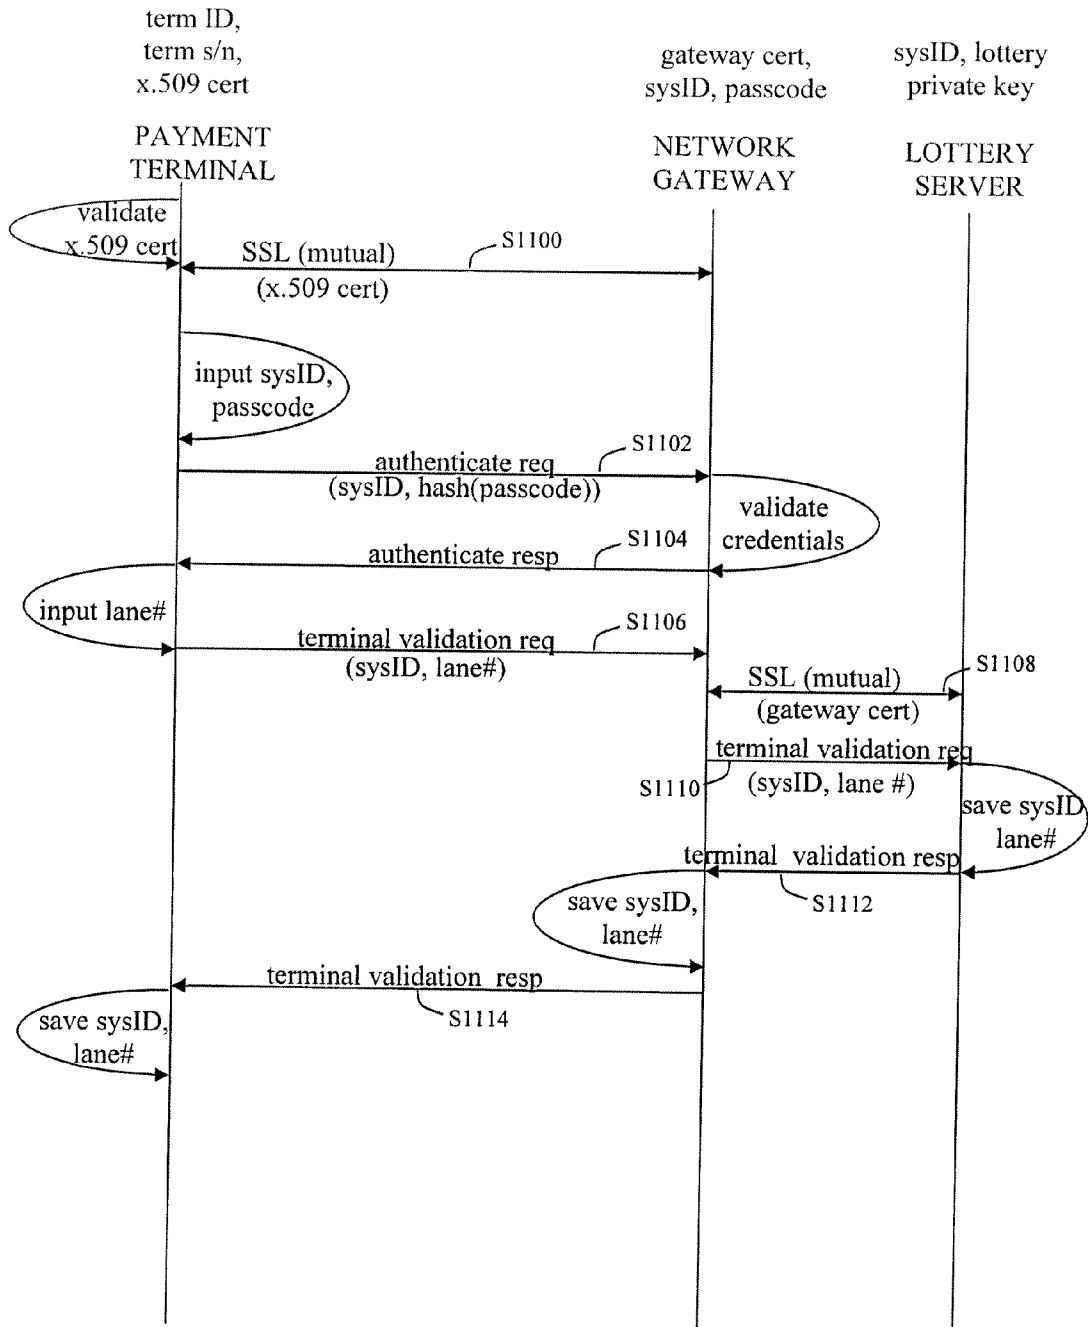 term ID,
term s/n,
x.509 cert
gateway cert,
sysID, passcode
sysID, lottery
private key
PAYMENT
TERMINAL
NETWORK
GATEWAY
LOTTERY
SERVER
validate
x.509 cert
SSL (mutual)
S1100
(x.509 cert)
input sysID,
passcode
S1102
authenticate req
(sysID, hash(passcode))
validate
credentials
S1104
authenticate resp
input lane#
S1106
terminal validation req
(sysID, lane#)
S1108
SSL (mutual)
(gateway cert)
terminal validation req
S1110
(sysID, lane #)
save sysID
lane#
terminal validation resp
S1112
save sysID,
lane#
terminal validation resp
S1114
save sysID,
lane#